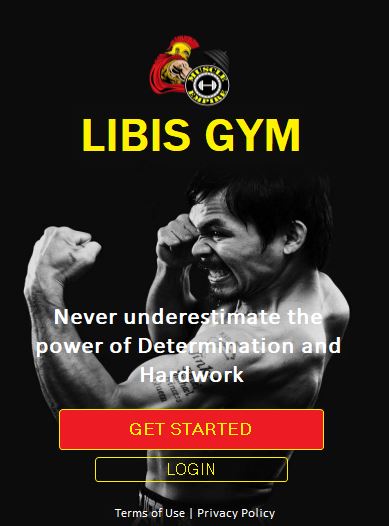 MUSCLE
EMPIRE
LIBIS GYM
Never underestimate the
power of Determination and
Hardwork
GET STARTED
LOGIN
Terms of Use | Privacy Policy